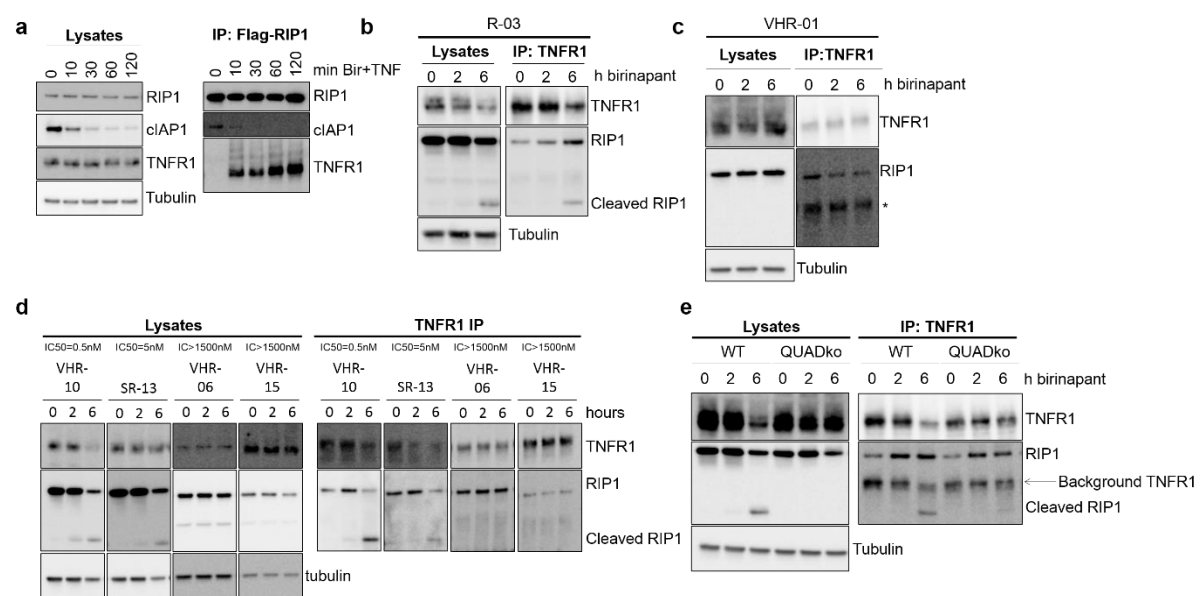 a
Lysates
0 10 30 60 120
RIP1
cIAP1
TNFR1
Tubulin
IP: Flag-RIP1
0 10 30 60 120 min Bir+TNF
RIP1
cIAP1
TNFR1
b
R-03
Lysates IP: TNFR1
0 2 6 0 2 6 h birinapant
TNFR1
RIP1
Cleaved RIP1
Tubulin
c
VHR-01
Lysates IP:TNFR1
0 2 6 0 2 6 h birinapant
TNFR1
RIP1
*
Tubulin
d
Lysates TNFR1 IP
IC50=0.5nM IC50=5nM IC>1500nM IC>1500nM IC50=0.5nM IC50=5nM IC>1500nM IC>1500nM
VHR- VHR- VHR- VHR- VHR- VHR-
10 SR-13 06 15 10 SR-13 06 15
0 2 6 0 2 6 0 2 6 0 2 6 0 2 6 0 2 6 0 2 6 0 2 6 hours
TNFR1
RIP1
Cleaved RIP1
tubulin
e
Lysates IP: TNFR1
WT QUADko WT QUADko
0 2 6 0 2 6 0 2 6 0 2 6 h birinapant
TNFR1
RIP1
Background TNFR1
Cleaved RIP1
Tubulin